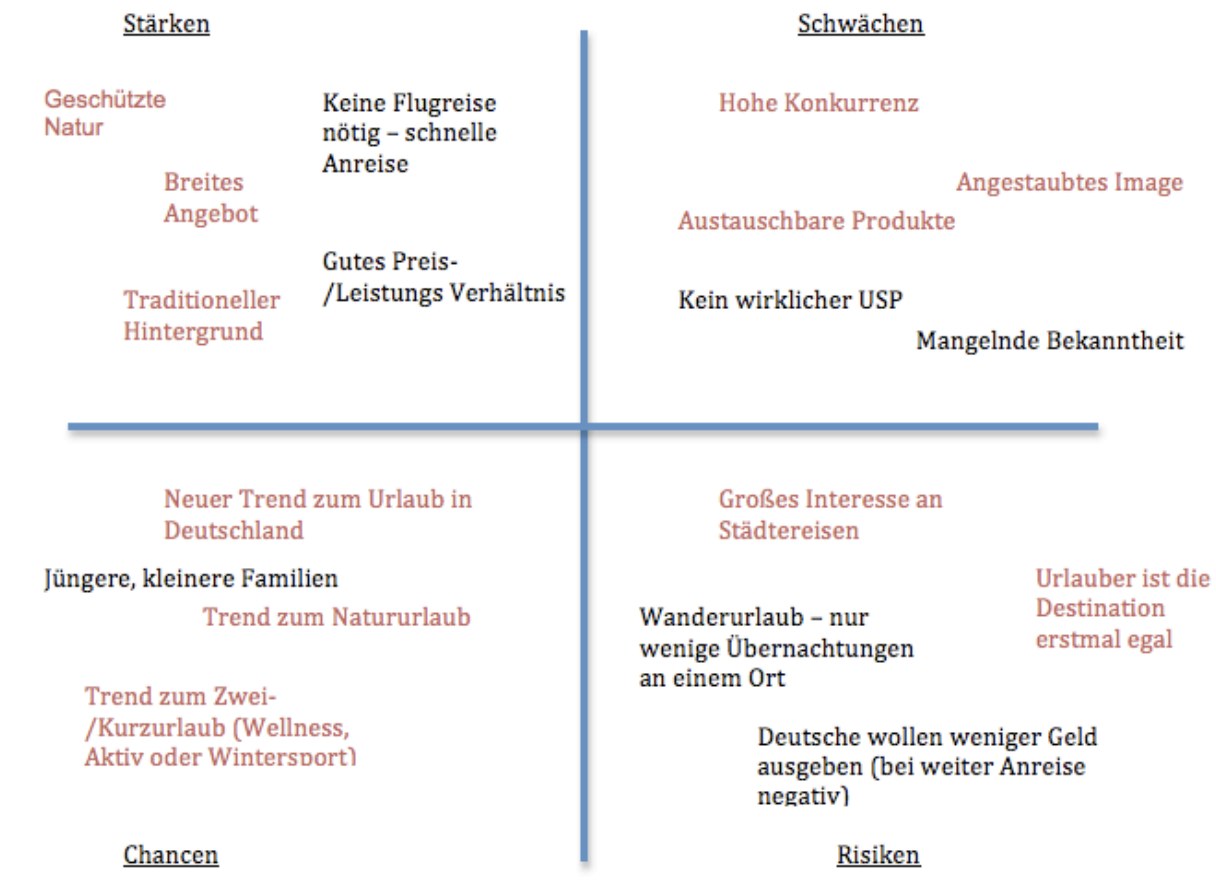 Stärken
Geschützte
Natur
Keine Flugreise
nötig – schnelle
Anreise
Breites
Angebot
Gutes Preis-
/Leistungs Verhältnis
Traditioneller
Hintergrund
Schwächen
Hohe Konkurrenz
Angestaubtes Image
Austauschbare Produkte
Kein wirklicher USP
Mangelnde Bekanntheit
Neuer Trend zum Urlaub in
Deutschland
Jüngere, kleinere Familien
Trend zum Natururlaub
Trend zum Zwei-
/Kurzurlaub (Wellness,
Aktiv oder Wintersport)
Chancen
Großes Interesse an
Städtereisen
Urlauber ist die
Destination
erstmal egal
Wanderurlaub – nur
wenige Übernachtungen
an einem Ort
Deutsche wollen weniger Geld
ausgeben (bei weiter Anreise
negativ)
Risiken